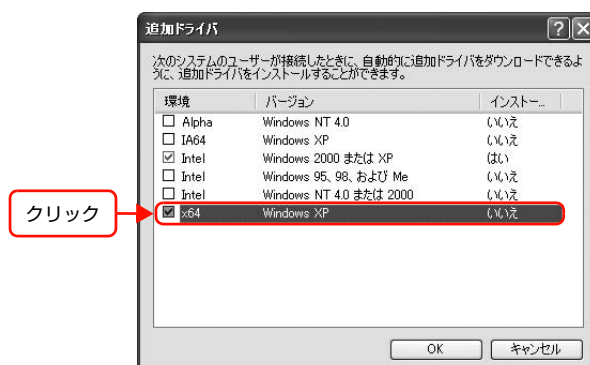 追加ドライバ
次のシステムのユーザーが接続したときに、自動的に追加ドライバをダウンロードできるよ
うに、追加ドライバをインストールすることができます。
環境 バージョン インストー...
Alpha Windows NT 4.0 いいえ
IA64 Windows XP いいえ
Intel Windows 2000 または XP はい
Intel Windows 95、98、および Me いいえ
Intel Windows NT 4.0 または 2000 いいえ
クリック
x64 Windows XP いいえ
OK キャンセル